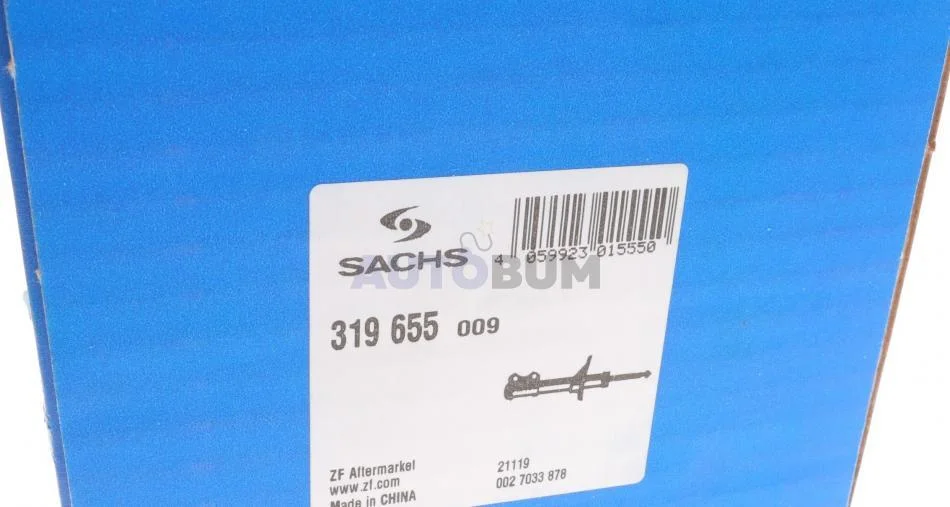 SACHS
4 059923 015550
AUTOBUM
319 655 009
ZF Aftermarket
www.zf.com
Made in CHINA
21119
002 7033 878